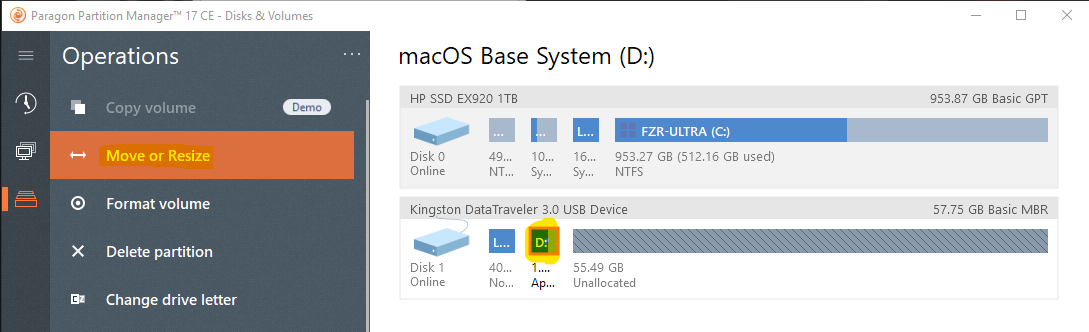 Paragon Partition Manager™ 17 CE - Disks & Volumes
Operations
...
Copy volume
Demo
Move or Resize
Format volume
Delete partition
Change drive letter
macOS Base System (D:)
HP SSD EX920 1TB
953.87 GB Basic GPT
... ... L... FZR-ULTRA (C:)
Disk 0 49... 10... 16... 953.27 GB (512.16 GB used)
Online NT... Sy... Sy... NTFS
Kingston DataTraveler 3.0 USB Device
57.75 GB Basic MBR
L... D:
Disk 1 40... 1.... 55.49 GB
Online No... Ap... Unallocated